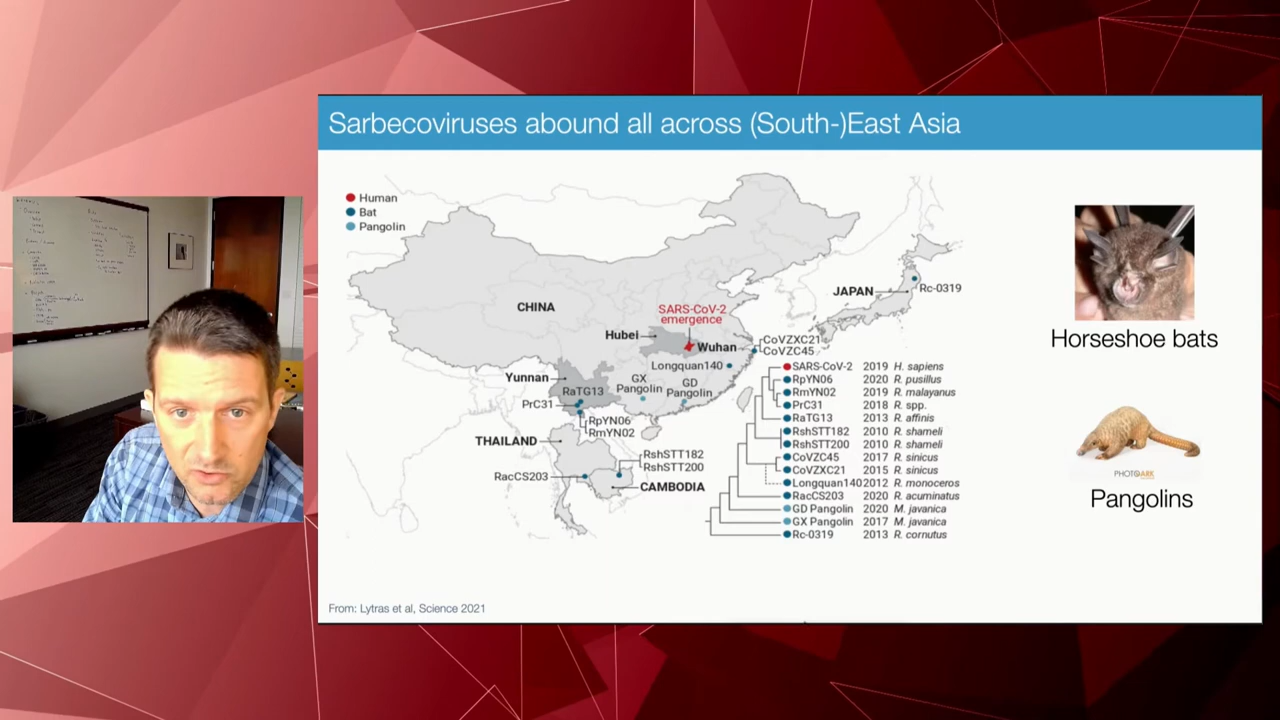 Sarbecoviruses abound all across (South-)East Asia
Human
Bat
Pangolin
CHINA
SARS-CoV-2
emergence
Hubei
Wuhan
JAPAN
Rc-0319
CoVZXC21
CoVZC45
Longquan140
Yunnan
RaTG13
GX
Pangolin
GD
Pangolin
PrC31
RpYN06
RmYN02
THAILAND
RshSTT182
RshSTT200
RacCS203
CAMBODIA
SARS-CoV-2 2019 H. sapiens
RpYN06 2020 R. pusillus
RmYN02 2019 R. malayanus
PrC31 2018 R. spp.
RaTG13 2013 R. affinis
RshSTT182 2010 R. shameli
RshSTT200 2010 R. shameli
CoVZC45 2017 R. sinicus
CoVZXC21 2015 R. sinicus
Longquan140 2012 R. monoceros
RacCS203 2020 R. acuminatus
GD Pangolin 2020 M. javanica
GX Pangolin 2017 M. javanica
Rc-0319 2013 R. cornutus
Horseshoe bats
PHOTOARK
Pangolins
From: Lytras et al, Science 2021